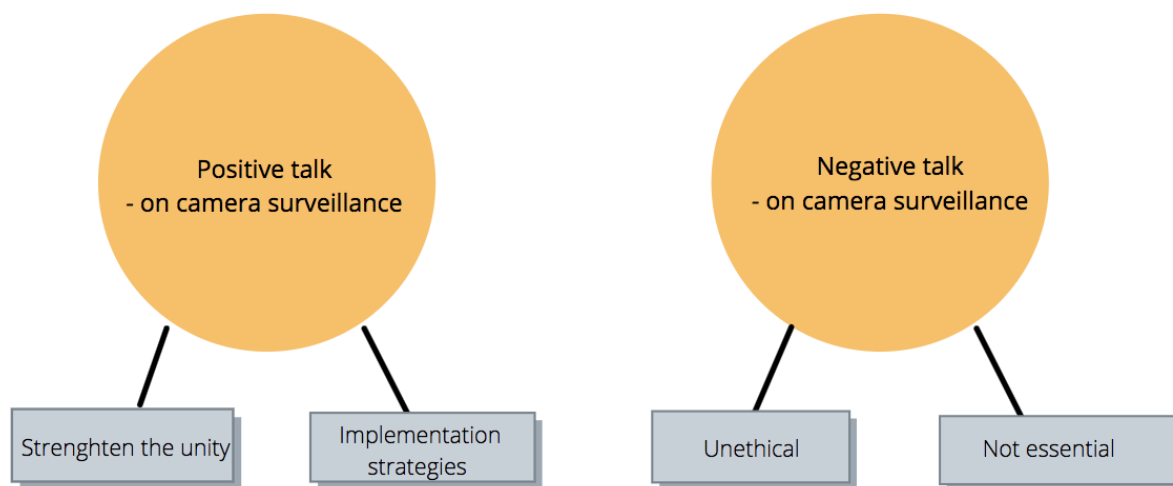 Positive talk
- on camera surveillance
Negative talk
- on camera surveillance
Strenghten the unity
Implementation
strategies
Unethical
Not essential